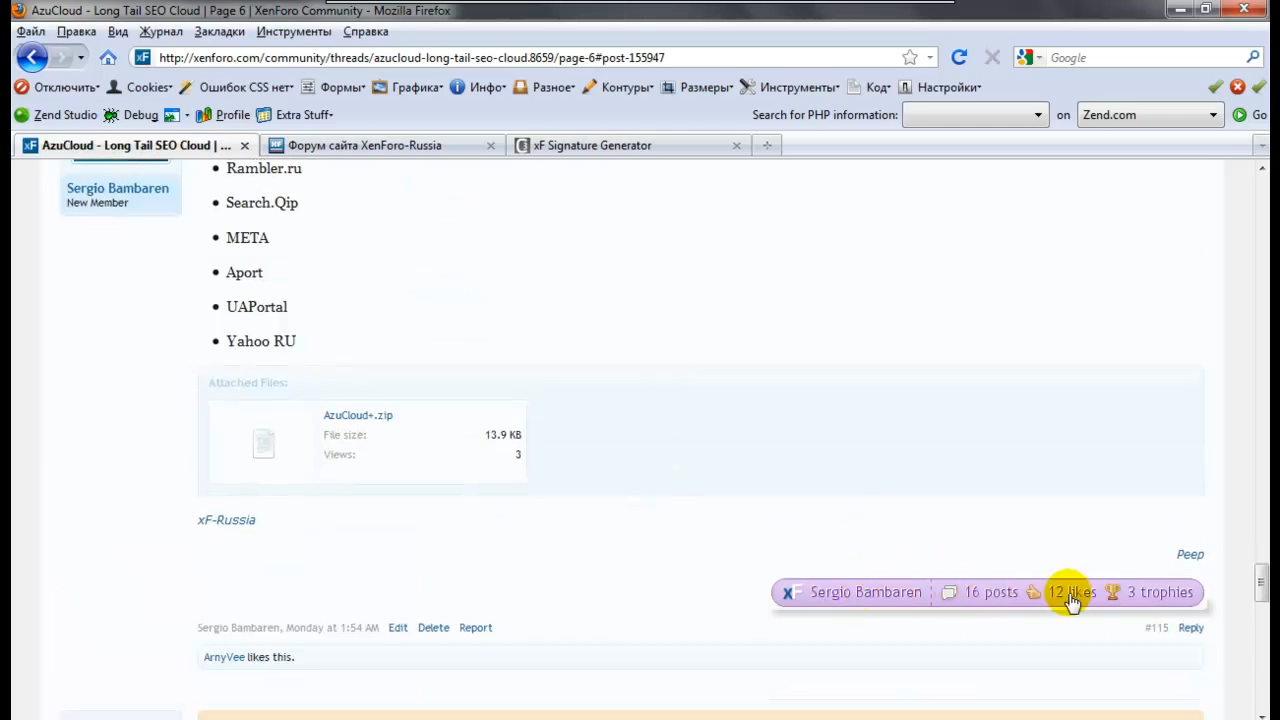 AzuCloud - Long Tail SEO Cloud | Page 6 | XenForo Community - Mozilla Firefox
Файл Правка Вид Журнал Закладки Инструменты Справка
http://xenforo.com/community/threads/azucloud-long-tail-seo-cloud.8659/page-6#post-155947 Google
Отключить Cookies Ошибок CSS нет Формы Графика Инфо Разное Контуры Размеры Инструменты Код Настройки
Zend Studio Debug Profile Extra Stuff Search for PHP information: on Zend.com Go
AzuCloud - Long Tail SEO Cloud | ... Форум сайта XenForo-Russia xF Signature Generator
Rambler.ru
Sergio Bambaren
New Member
Search.Qip
META
Aport
UAPortal
Yahoo RU
Attached Files:
AzuCloud+.zip
File size: 13.9 KB
Views: 3
xF-Russia
Peep
xF Sergio Bambaren 16 posts 12 likes 3 trophies
Sergio Bambaren, Monday at 1:54 AM Edit Delete Report #115 Reply
ArnyVee likes this.